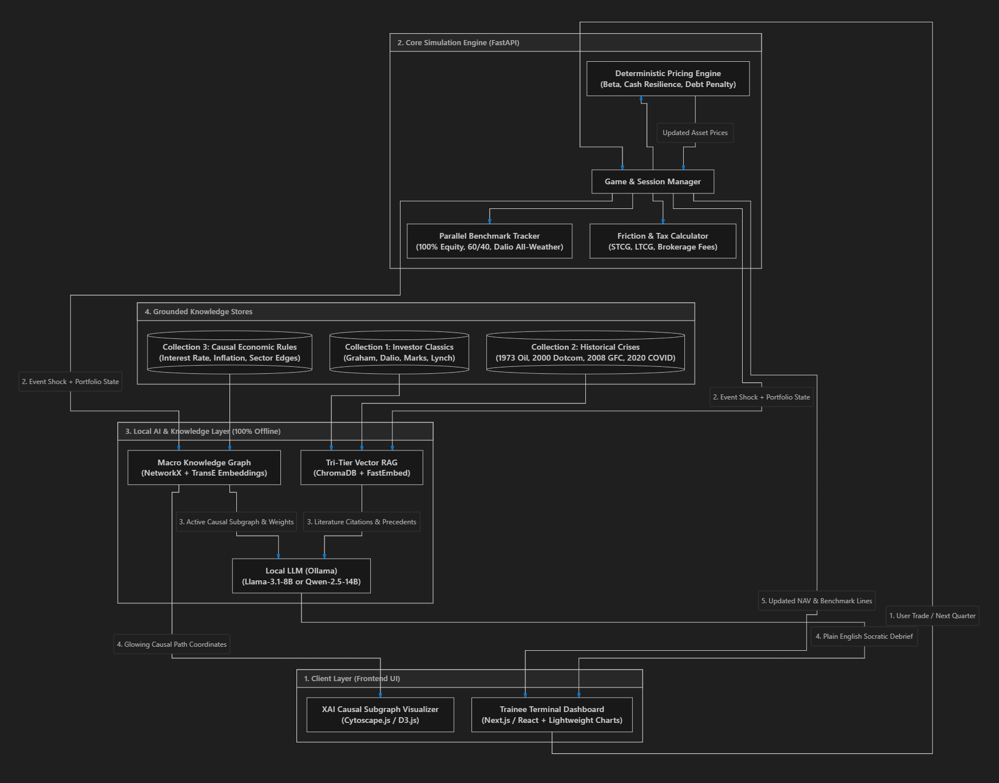 2. Core Simulation Engine (FastAPI)
Deterministic Pricing Engine
(Beta, Cash Resilience, Debt Penalty)
Updated Asset Prices
Game & Session Manager
Parallel Benchmark Tracker
(100% Equity, 60/40, Dalio All-Weather)
Friction & Tax Calculator
(STCG, LTCG, Brokerage Fees)
4. Grounded Knowledge Stores
Collection 3: Causal Economic Rules
(Interest Rate, Inflation, Sector Edges)
Collection 1: Investor Classics
(Graham, Dalio, Marks, Lynch)
Collection 2: Historical Crises
(1973 Oil, 2000 Dotcom, 2008 GFC, 2020 COVID)
2. Event Shock + Portfolio State
2. Event Shock + Portfolio State
3. Local AI & Knowledge Layer (100% Offline)
Macro Knowledge Graph
(NetworkX + TransE Embeddings)
Tri-Tier Vector RAG
(ChromaDB + FastEmbed)
3. Active Causal Subgraph & Weights
3. Literature Citations & Precedents
Local LLM (Ollama)
(Llama-3.1-8B or Qwen-2.5-14B)
5. Updated NAV & Benchmark Lines
1. User Trade / Next Quarter
4. Plain English Socratic Debrief
4. Glowing Causal Path Coordinates
1. Client Layer (Frontend UI)
XAI Causal Subgraph Visualizer
(Cytoscape.js / D3.js)
Trainee Terminal Dashboard
(Next.js / React + Lightweight Charts)